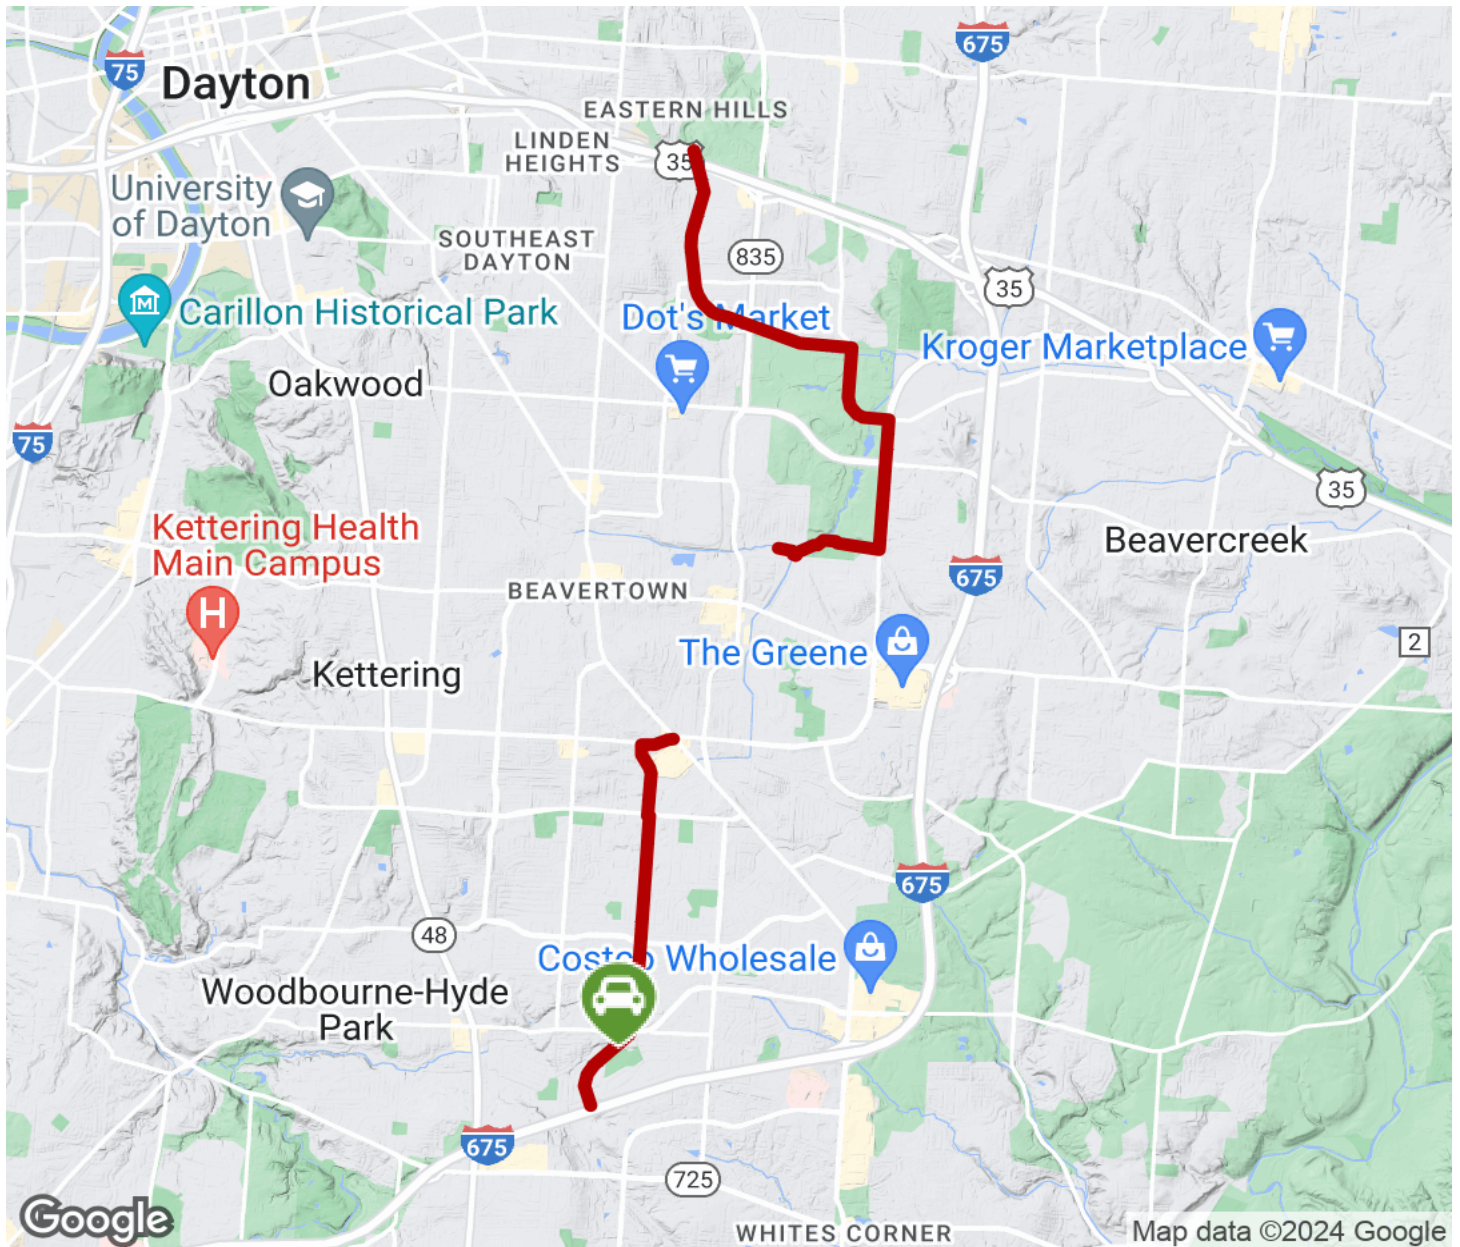 675
75
Dayton
EASTERN HILLS
LINDEN
HEIGHTS
35
University
of Dayton
SOUTHEAST
DAYTON
835
35
Carillon Historical Park
Dot's Market
Kroger Marketplace
Oakwood
75
35
Kettering Health
Main Campus
H
Beavercreek
675
BEAVERTOWN
2
The Greene
Kettering
675
48
Costco Wholesale
Woodbourne-Hyde
Park
675
725
Google
WHITES CORNER
Map data ©2024 Google